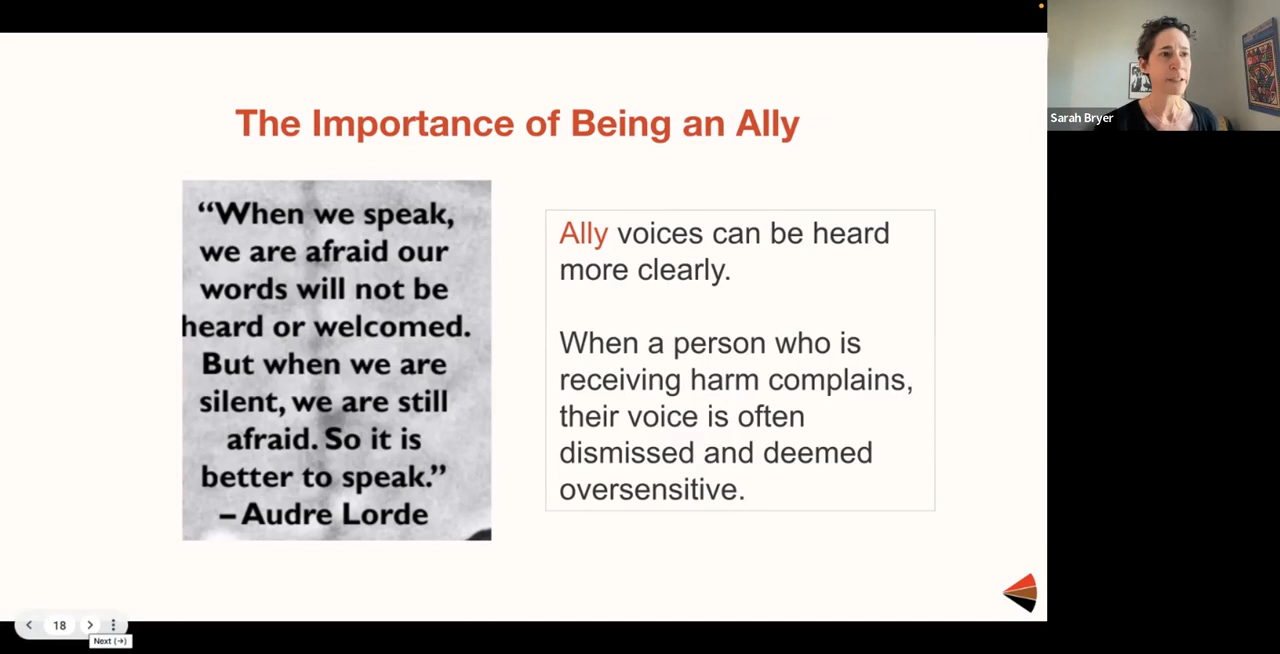 The Importance of Being an Ally
“When we speak,
we are afraid our
words will not be
heard or welcomed.
But when we are
silent, we are still
afraid. So it is
better to speak.”
– Audre Lorde
Ally voices can be heard
more clearly.
When a person who is
receiving harm complains,
their voice is often
dismissed and deemed
oversensitive.
Sarah Bryer
18
Next (→)